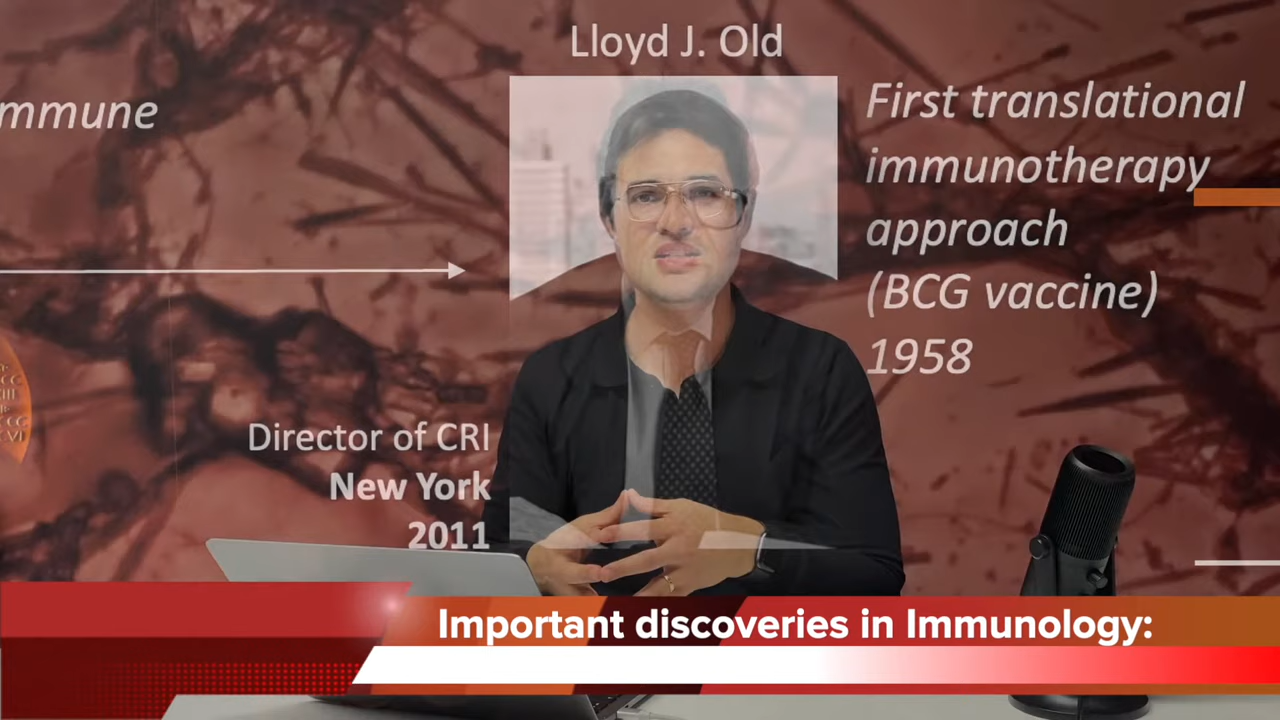 Lloyd J. Old
mmune
First translational
immunotherapy
approach
(BCG vaccine)
1958
Director of CRI
New York
2011
Important discoveries in Immunology: